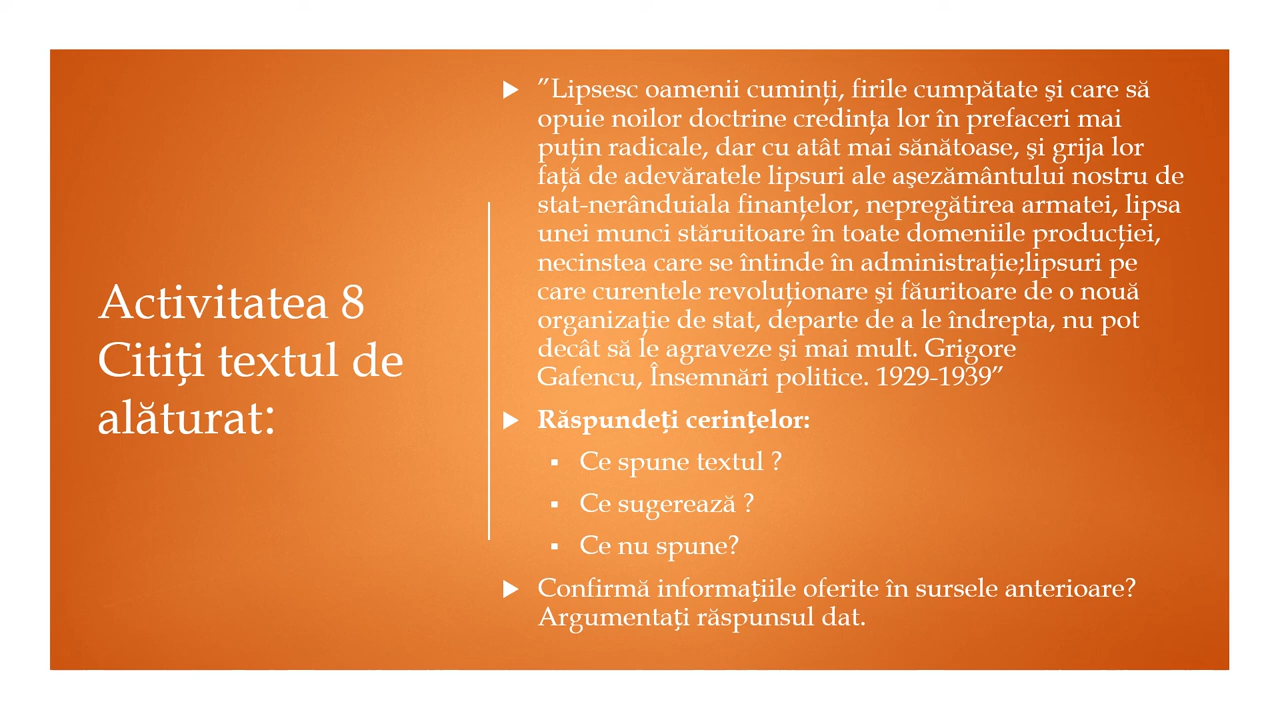 Activitatea 8
Citiți textul de
alăturat:
”Lipsesc oamenii cuminți, firile cumpătate şi care să
opuie noilor doctrine credința lor în prefaceri mai
puțin radicale, dar cu atât mai sănătoase, şi grija lor
față de adevăratele lipsuri ale aşezământului nostru de
stat-nerânduiala finanțelor, nepregătirea armatei, lipsa
unei munci stăruitoare în toate domeniile producției,
necinstea care se întinde în administrație;lipsuri pe
care curentele revoluționare şi făuritoare de o nouă
organizație de stat, departe de a le îndrepta, nu pot
decât să le agraveze şi mai mult. Grigore
Gafencu, Însemnări politice. 1929-1939”
Răspundeți cerințelor:
Ce spune textul ?
Ce sugerează ?
Ce nu spune?
Confirmă informațiile oferite în sursele anterioare?
Argumentați răspunsul dat.